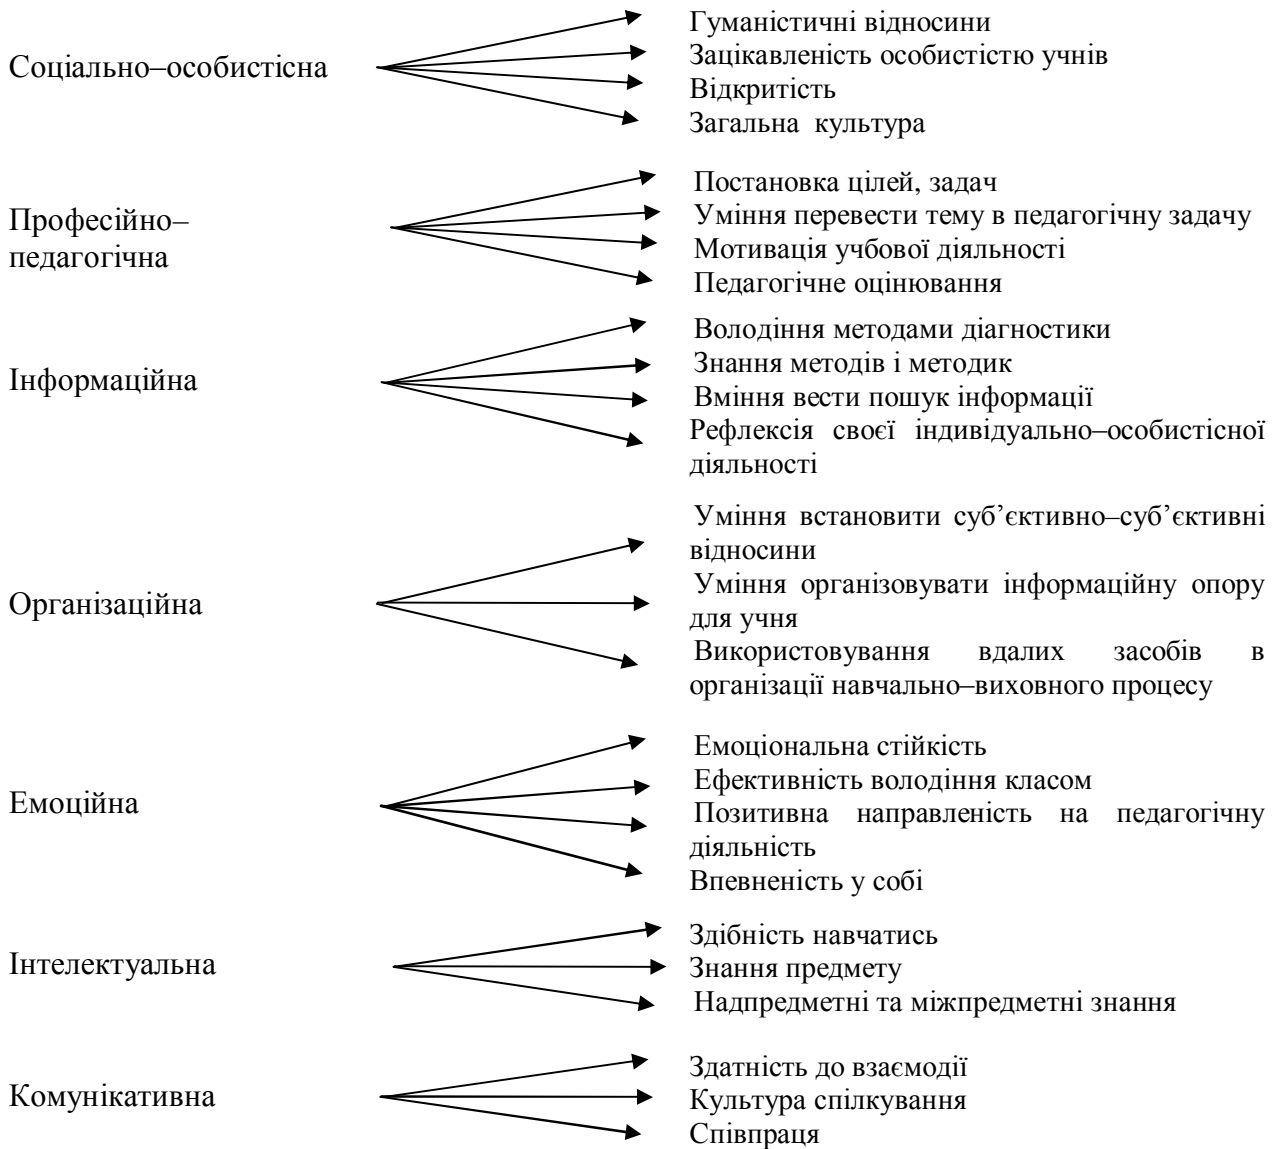 Соціально–особистісна
Гуманістичні відносини
Зацікавленість особистістю учнів
Відкритість
Загальна культура
Професійно–
педагогічна
Постановка цілей, задач
Уміння перевести тему в педагогічну задачу
Мотивація учбової діяльності
Педагогічне оцінювання
Інформаційна
Володіння методами діагностики
Знання методів і методик
Вміння вести пошук інформації
Рефлексія своєї індивідуально–особистісної
діяльності
Організаційна
Уміння встановити суб’єктивно–суб’єктивні
відносини
Уміння організовувати інформаційну опору
для учня
Використовування вдалих засобів в
організації навчально–виховного процесу
Емоційна
Емоціональна стійкість
Ефективність володіння класом
Позитивна направленість на педагогічну
діяльність
Впевненість у собі
Інтелектуальна
Здібність навчатись
Знання предмету
Надпредметні та міжпредметні знання
Комунікативна
Здатність до взаємодії
Культура спілкування
Співпраця